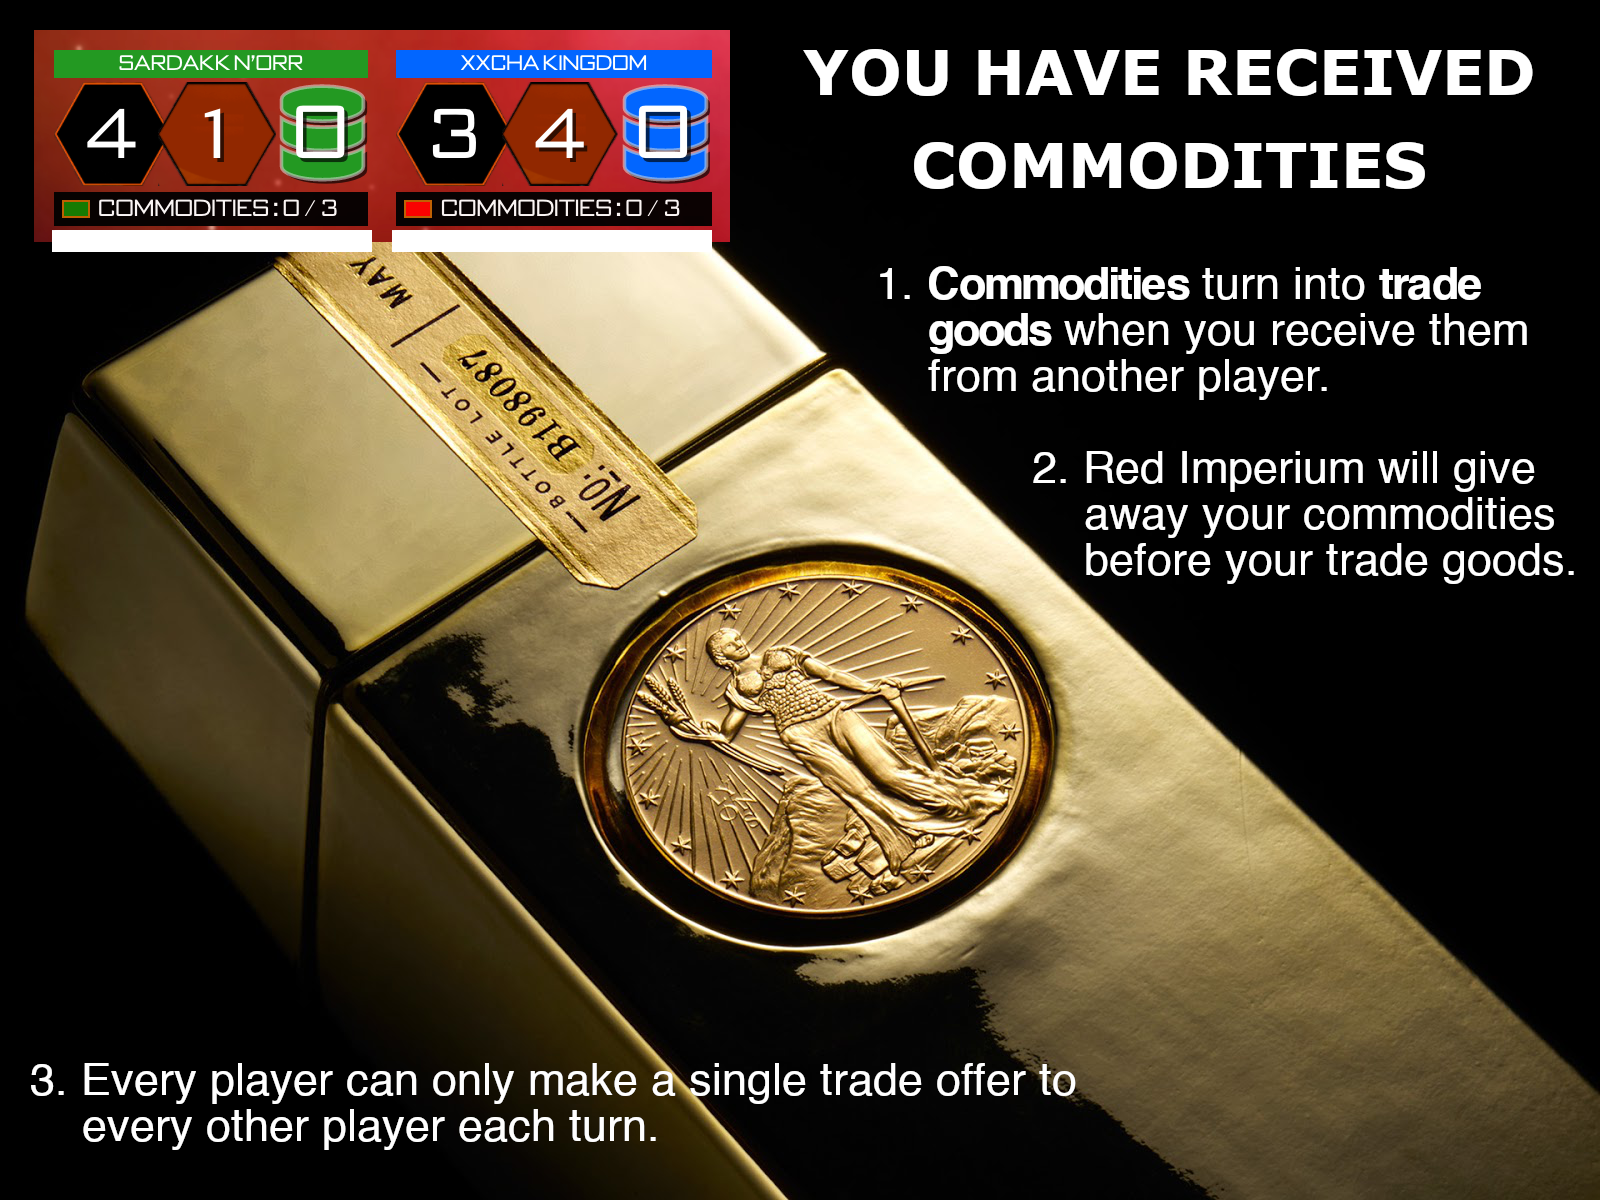 SARDAKK N'ORR
XXCHA KINGDOM
4 1 0
3 4 0
COMMODITIES: 0 / 3
COMMODITIES: 0 / 3
YOU HAVE RECEIVED
COMMODITIES
1. Commodities turn into trade
goods when you receive them
from another player.
2. Red Imperium will give
away your commodities
before your trade goods.
MAY
BOTTLE LOT
No. B198087
3. Every player can only make a single trade offer to
every other player each turn.